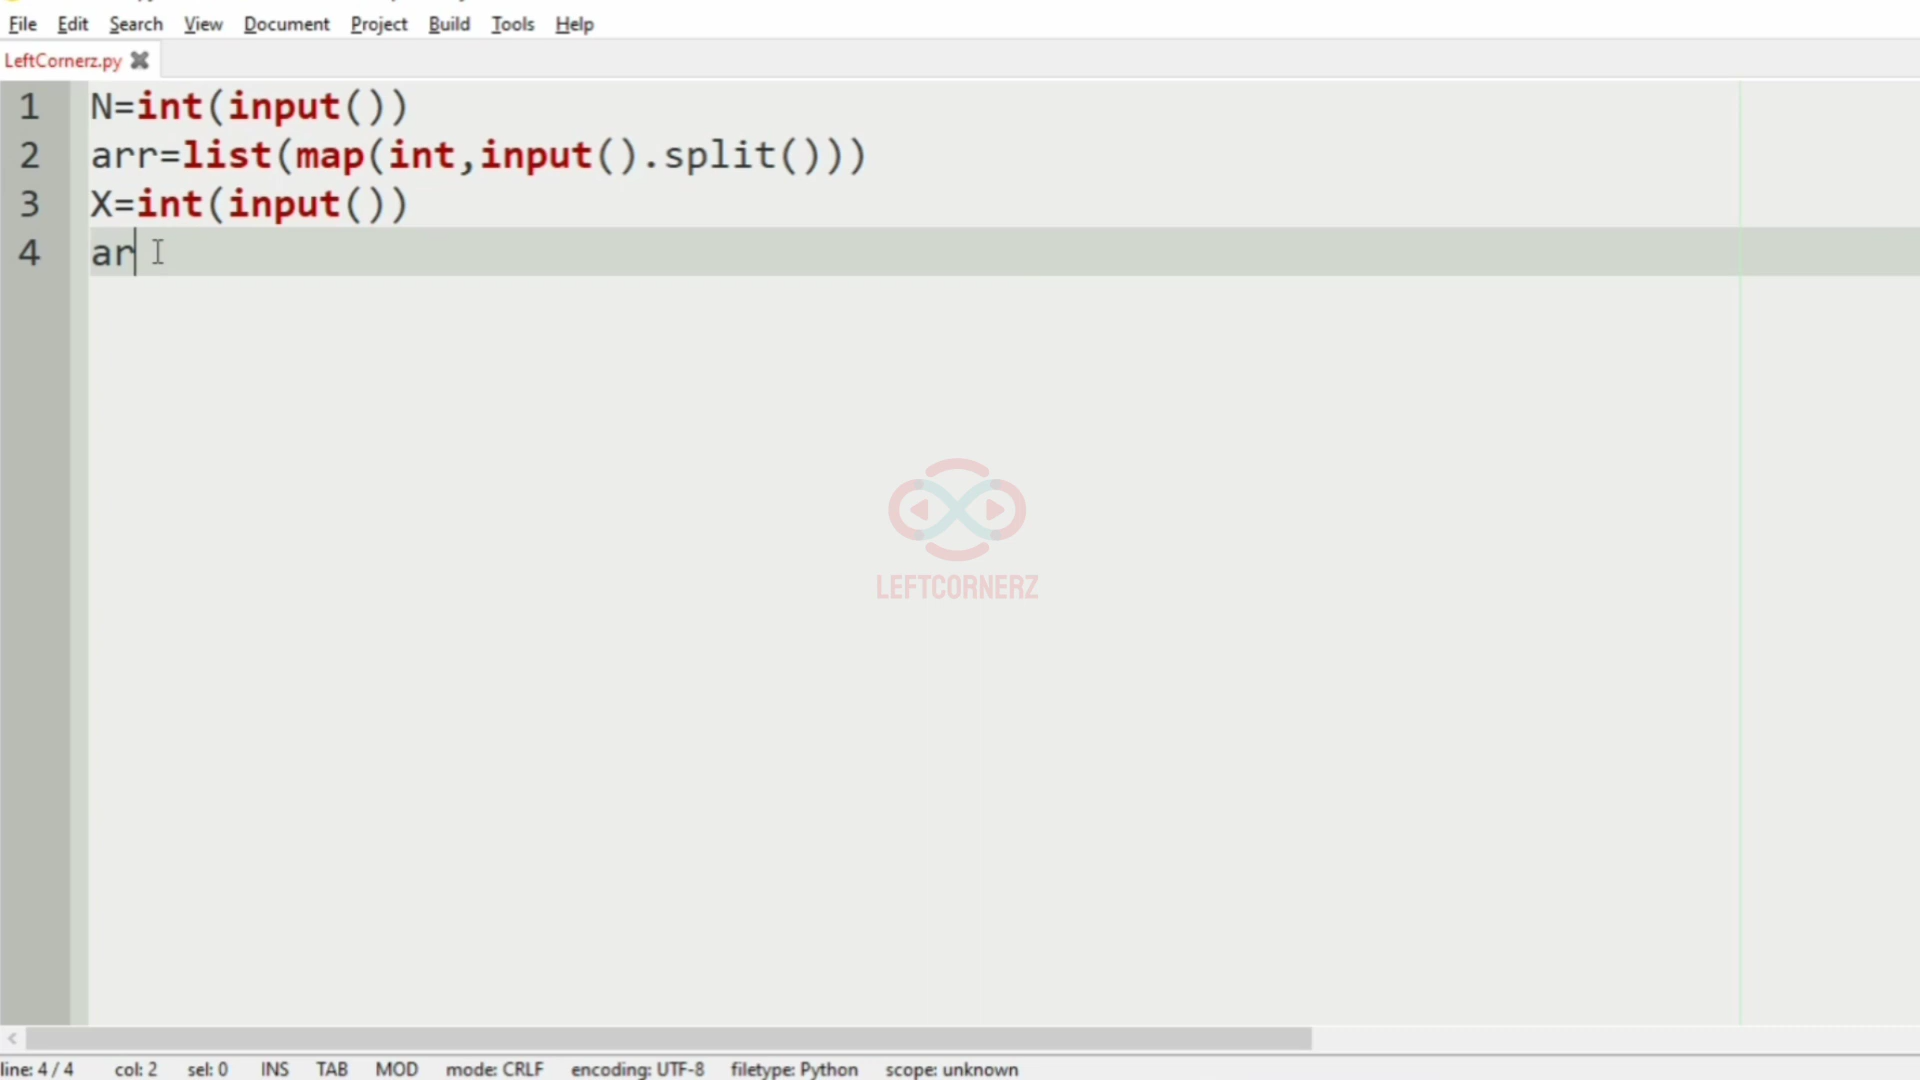 File Edit Search View Document Project Build Tools Help
LeftCornerz.py
1 N=int(input())
2 arr=list(map(int,input().split()))
3 X=int(input())
4 ar
LEFTCORNERZ
line: 4 / 4 col: 2 sel: 0 INS TAB MOD mode: CRLF encoding: UTF-8 filetype: Python scope: unknown